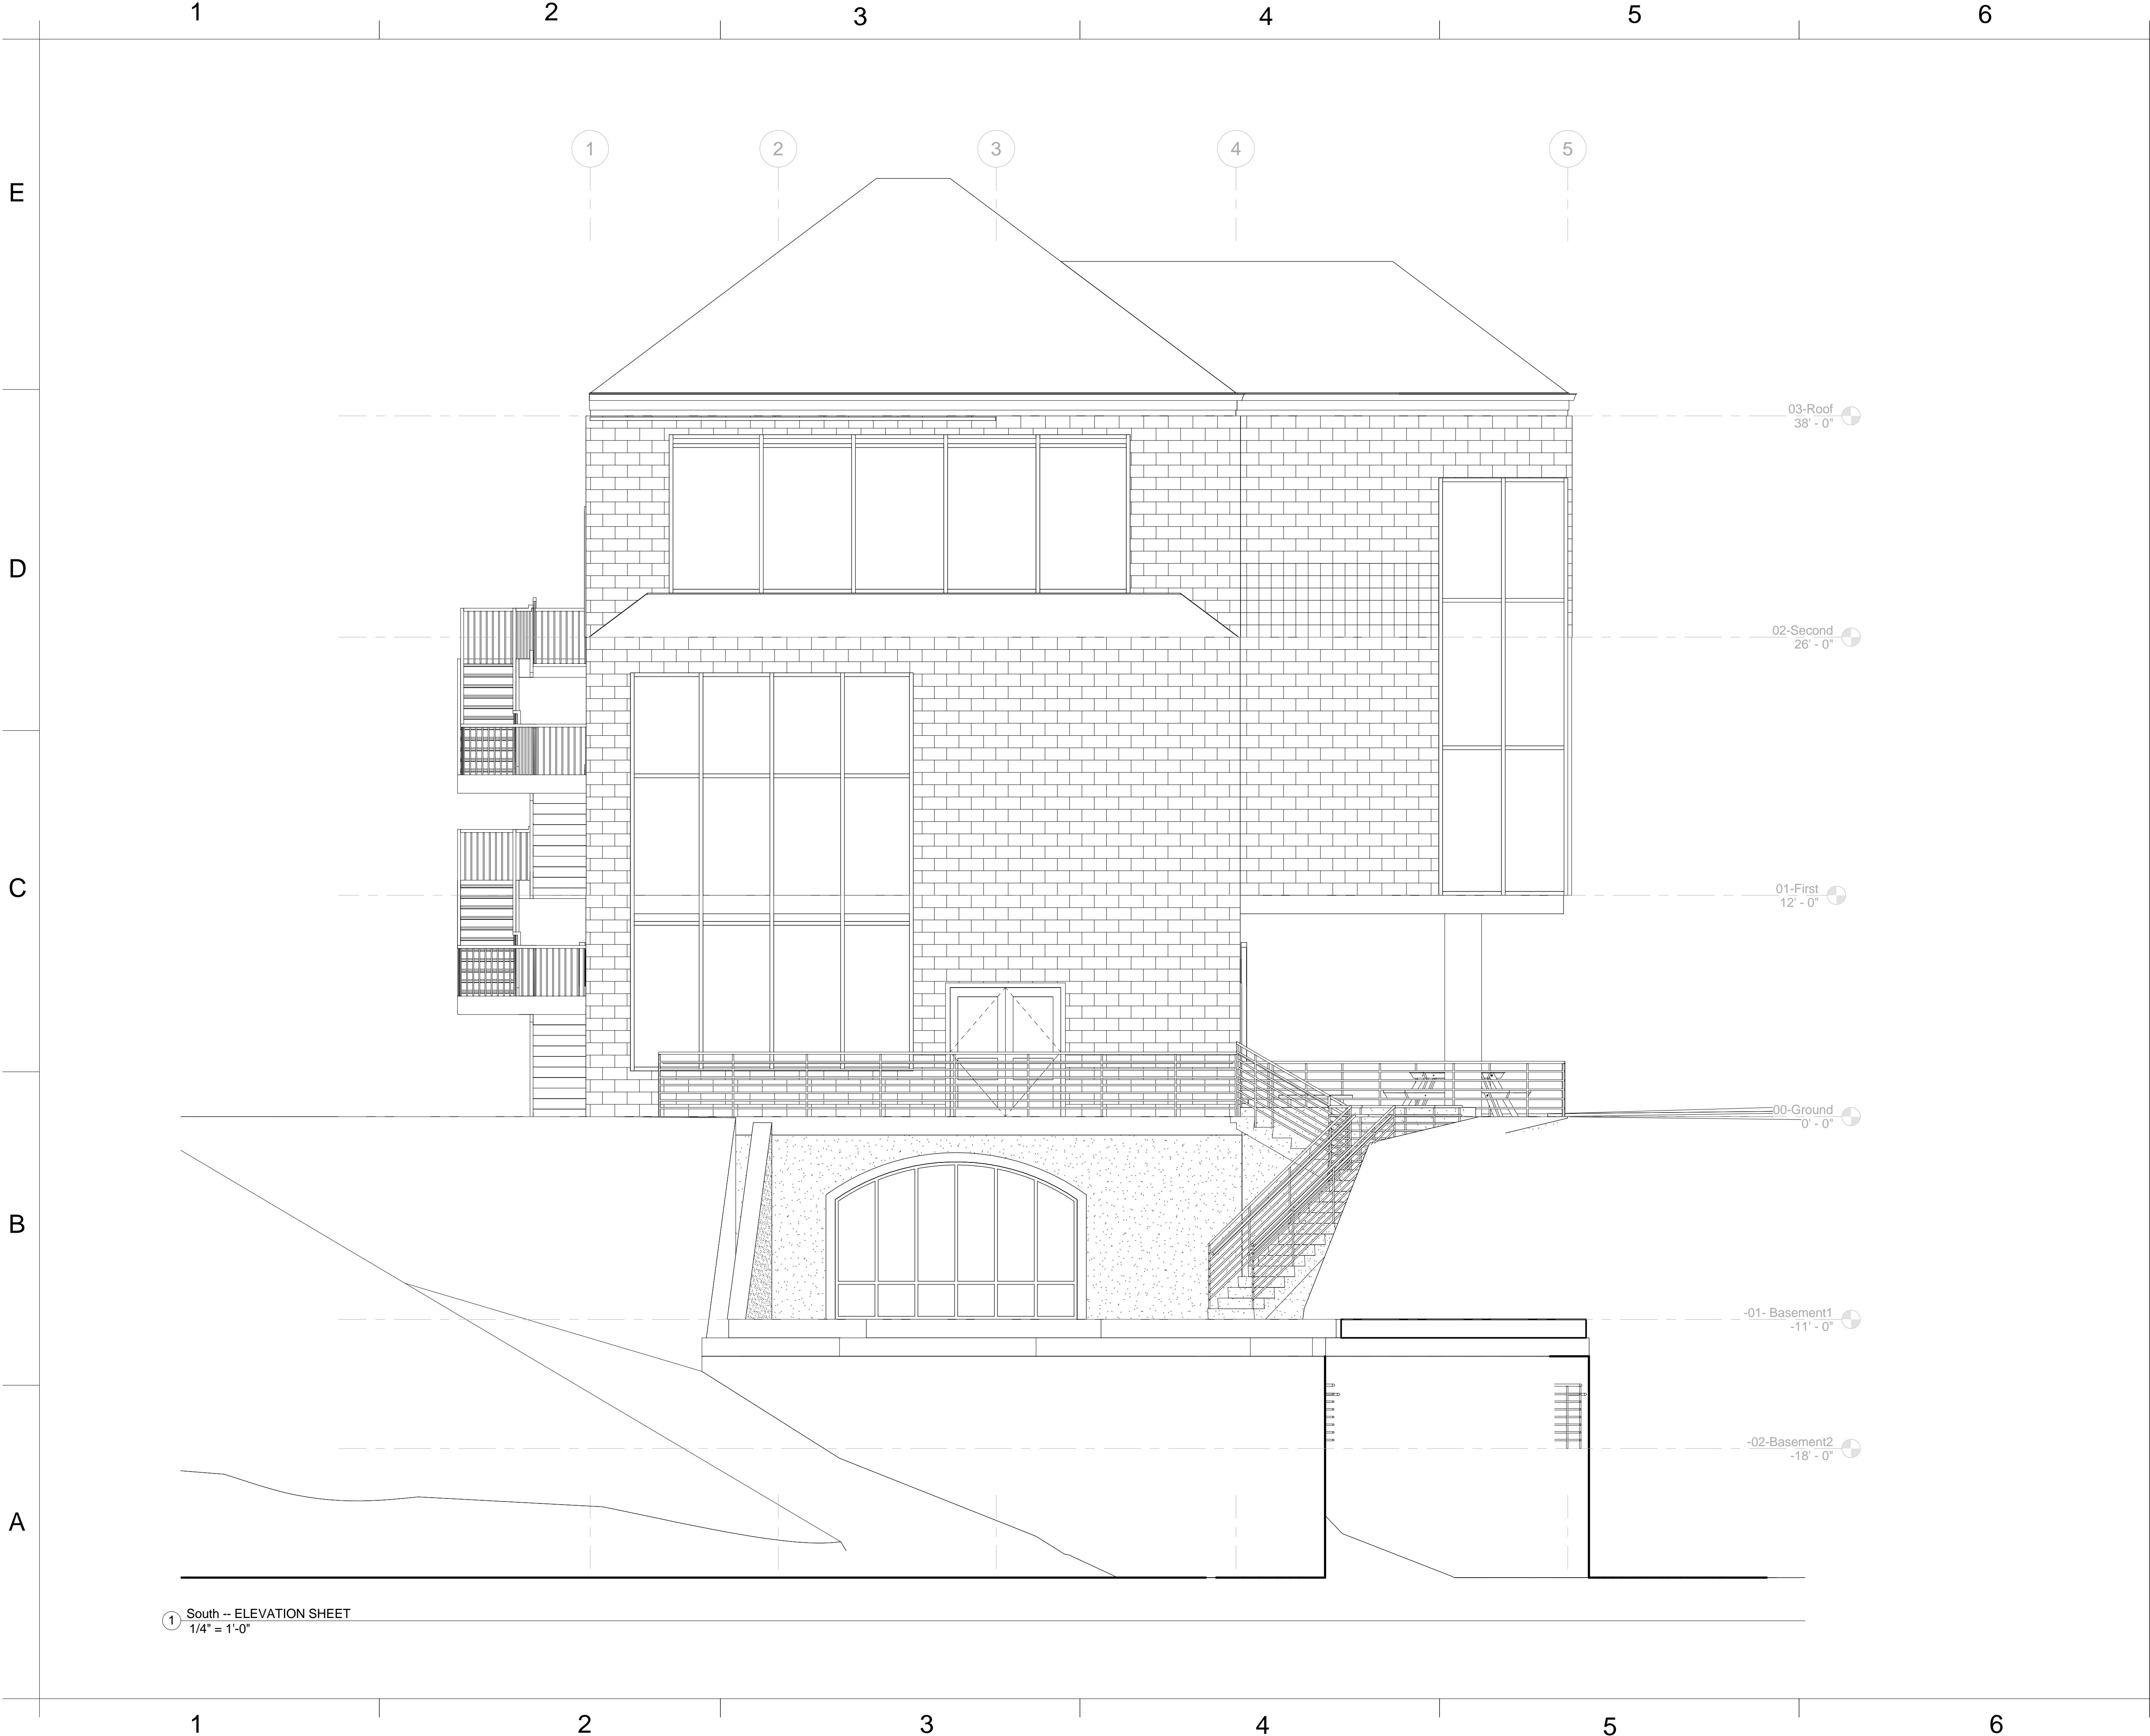 1 2 3 4 5 6
1 2 3 4 5
E
03-Roof
38' - 0"
D
02-Second
26' - 0"
C
01-First
12' - 0"
00-Ground
0' - 0"
B
-01- Basement1
-11' - 0"
-02-Basement2
-18' - 0"
A
1 South -- ELEVATION SHEET
1/4" = 1'-0"
1 2 3 4 5 6